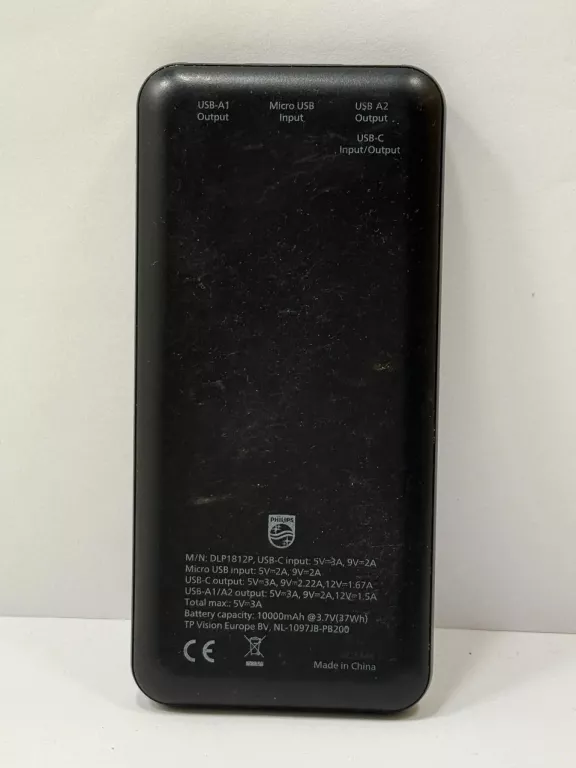 USB-A1 Micro USB USB A2
Output Input Output
USB-C
Input/Output
PHILIPS
M/N: DLP1812P, USB-C input: 5V⎓3A, 9V⎓2A
Micro USB input: 5V⎓2A, 9V⎓2A
USB-C output: 5V⎓3A, 9V⎓2.22A,12V⎓1.67A
USB-A1/A2 output: 5V⎓3A, 9V⎓2A,12V⎓1.5A
Total max.: 5V⎓3A
Battery capacity: 10000mAh @3.7V(37Wh)
TP Vision Europe BV, NL-1097JB-PB200
CE
Made in China